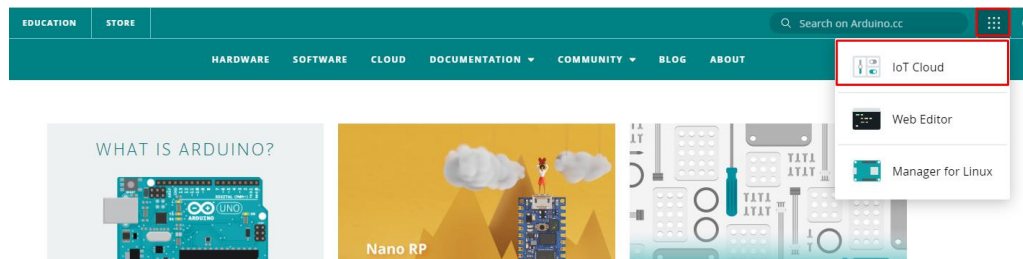 EDUCATION STORE Search on Arduino.cc
HARDWARE SOFTWARE CLOUD DOCUMENTATION COMMUNITY BLOG ABOUT
IoT Cloud
Web Editor
Manager for Linux
WHAT IS ARDUINO?
UNO
ARDUINO
Nano RP